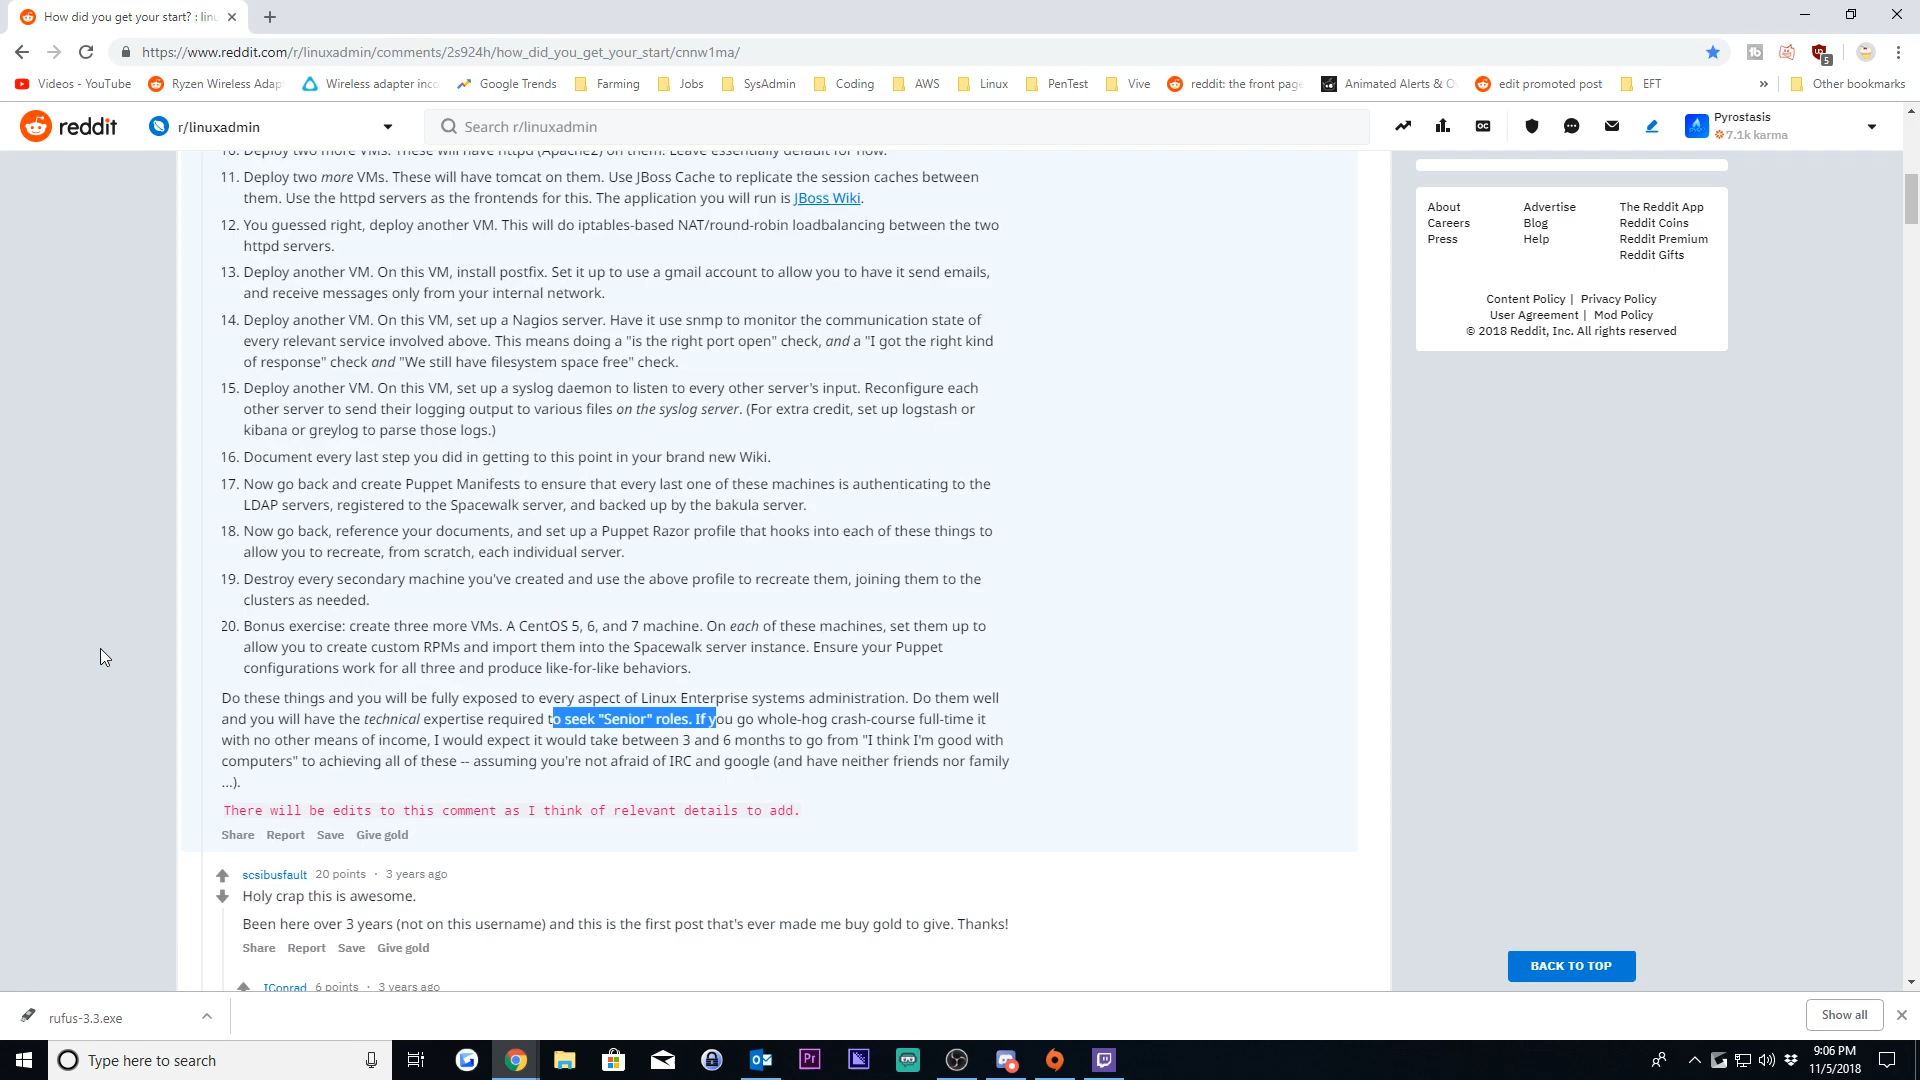 How did you get your start? : linu
https://www.reddit.com/r/linuxadmin/comments/2s924h/how_did_you_get_your_start/cnnw1ma/
5
Videos - YouTube Ryzen Wireless Adap Wireless adapter inco Google Trends Farming Jobs SysAdmin Coding AWS Linux PenTest Vive reddit: the front page Animated Alerts & O edit promoted post EFT » Other bookmarks
reddit r/linuxadmin Search r/linuxadmin
Pyrostasis
7.1k karma
10. Deploy two more VMs. These will have httpd (Apache2) on them. Leave essentially default for now.
11. Deploy two more VMs. These will have tomcat on them. Use JBoss Cache to replicate the session caches between
them. Use the httpd servers as the frontends for this. The application you will run is JBoss Wiki.
12. You guessed right, deploy another VM. This will do iptables-based NAT/round-robin loadbalancing between the two
httpd servers.
13. Deploy another VM. On this VM, install postfix. Set it up to use a gmail account to allow you to have it send emails,
and receive messages only from your internal network.
14. Deploy another VM. On this VM, set up a Nagios server. Have it use snmp to monitor the communication state of
every relevant service involved above. This means doing a "is the right port open" check, and a "I got the right kind
of response" check and "We still have filesystem space free" check.
15. Deploy another VM. On this VM, set up a syslog daemon to listen to every other server's input. Reconfigure each
other server to send their logging output to various files on the syslog server. (For extra credit, set up logstash or
kibana or greylog to parse those logs.)
16. Document every last step you did in getting to this point in your brand new Wiki.
17. Now go back and create Puppet Manifests to ensure that every last one of these machines is authenticating to the
LDAP servers, registered to the Spacewalk server, and backed up by the bakula server.
18. Now go back, reference your documents, and set up a Puppet Razor profile that hooks into each of these things to
allow you to recreate, from scratch, each individual server.
19. Destroy every secondary machine you've created and use the above profile to recreate them, joining them to the
clusters as needed.
20. Bonus exercise: create three more VMs. A CentOS 5, 6, and 7 machine. On each of these machines, set them up to
allow you to create custom RPMs and import them into the Spacewalk server instance. Ensure your Puppet
configurations work for all three and produce like-for-like behaviors.
Do these things and you will be fully exposed to every aspect of Linux Enterprise systems administration. Do them well
and you will have the technical expertise required to seek "Senior" roles. If you go whole-hog crash-course full-time it
with no other means of income, I would expect it would take between 3 and 6 months to go from "I think I'm good with
computers" to achieving all of these -- assuming you're not afraid of IRC and google (and have neither friends nor family
...).
There will be edits to this comment as I think of relevant details to add.
Share Report Save Give gold
scsibusfault 20 points · 3 years ago
Holy crap this is awesome.
Been here over 3 years (not on this username) and this is the first post that's ever made me buy gold to give. Thanks!
Share Report Save Give gold
IConrad 6 points · 3 years ago
About Advertise The Reddit App
Careers Blog Reddit Coins
Press Help Reddit Premium
Reddit Gifts
Content Policy | Privacy Policy
User Agreement | Mod Policy
© 2018 Reddit, Inc. All rights reserved
BACK TO TOP
rufus-3.3.exe
Show all
Type here to search
Pr
9:06 PM
11/5/2018